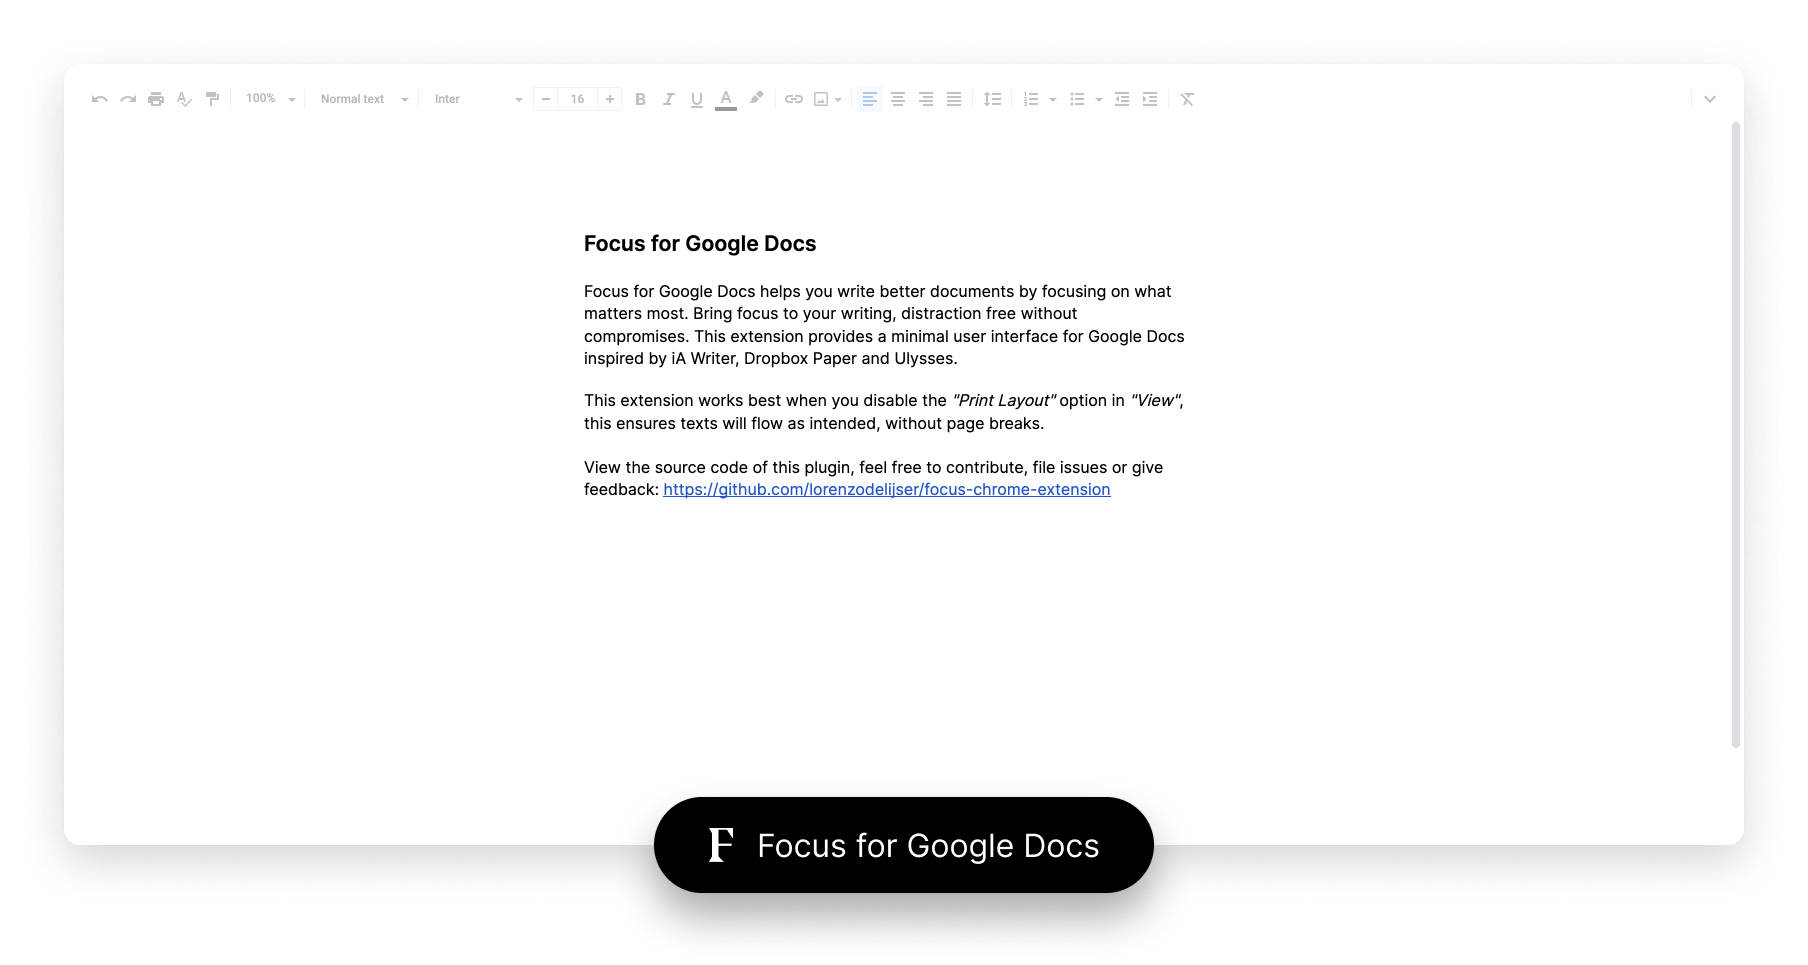 100% Normal text Inter − 16 + B I U A
Focus for Google Docs
Focus for Google Docs helps you write better documents by focusing on what
matters most. Bring focus to your writing, distraction free without
compromises. This extension provides a minimal user interface for Google Docs
inspired by iA Writer, Dropbox Paper and Ulysses.
This extension works best when you disable the "Print Layout" option in "View",
this ensures texts will flow as intended, without page breaks.
View the source code of this plugin, feel free to contribute, file issues or give
feedback: https://github.com/lorenzodelijser/focus-chrome-extension
F Focus for Google Docs